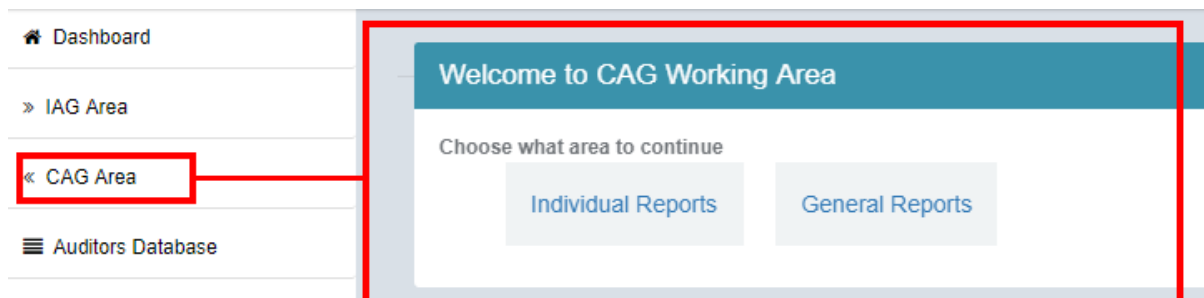 Dashboard
» IAG Area
« CAG Area
Auditors Database
Welcome to CAG Working Area
Choose what area to continue
Individual Reports
General Reports